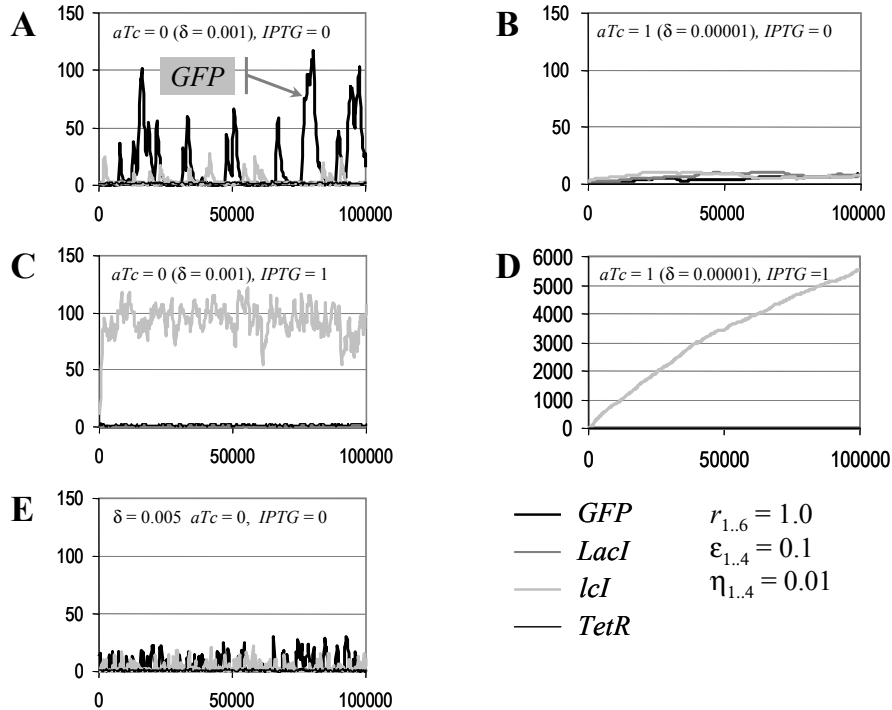 A
aTc = 0 (δ = 0.001), IPTG = 0
GFP
150
100
50
0
0 50000 100000
B
aTc = 1 (δ = 0.00001), IPTG = 0
150
100
50
0
0 50000 100000
C
aTc = 0 (δ = 0.001), IPTG = 1
150
100
50
0
0 50000 100000
D
aTc = 1 (δ = 0.00001), IPTG =1
6000
5000
4000
3000
2000
1000
0
0 50000 100000
E
δ = 0.005 aTc = 0, IPTG = 0
150
100
50
0
0 50000 100000
GFP
LacI
lcI
TetR
r1..6 = 1.0
ε1..4 = 0.1
η1..4 = 0.01